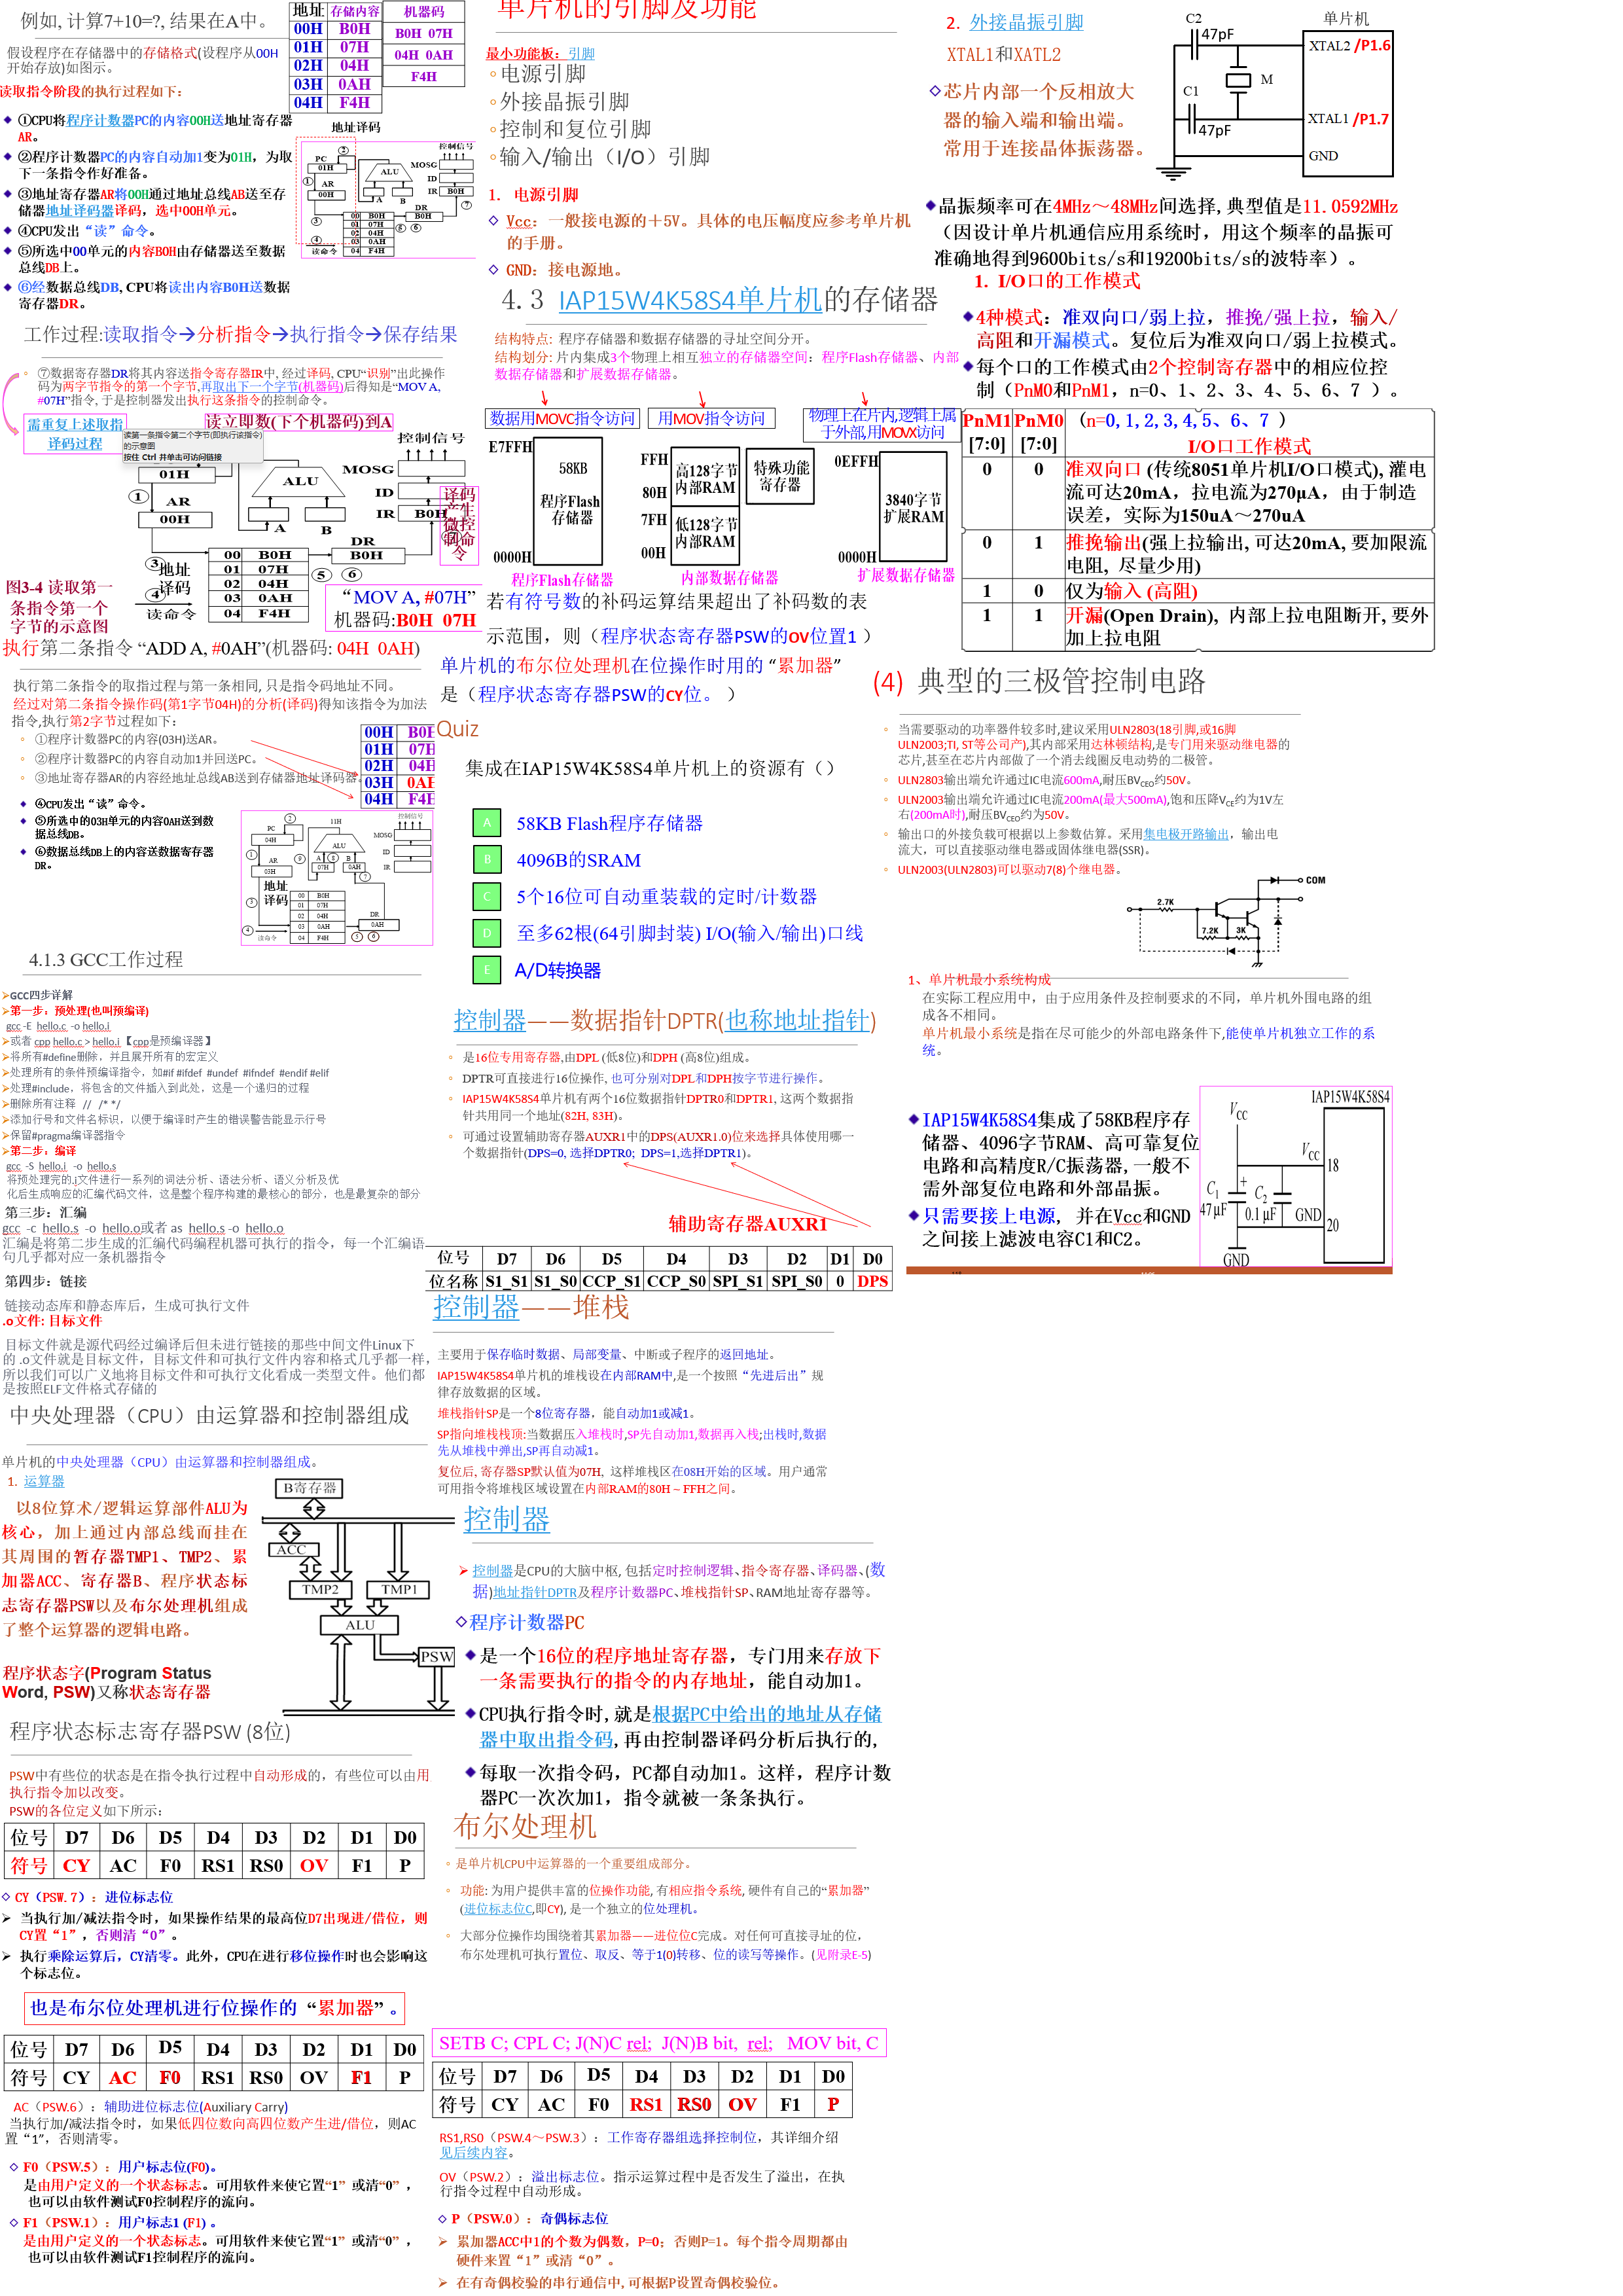 例如, 计算7+10=?, 结果在A中。
假设程序在存储器中的存储格式(设程序从00H
开始存放)如图示。
读取指令阶段的执行过程如下:
①CPU将程序计数器PC的内容00H送地址寄存器
AR。
②程序计数器PC的内容自动加1变为01H，为取
下一条指令作好准备。
③地址寄存器AR将00H通过地址总线AB送至存
储器地址译码器译码，选中00H单元。
④CPU发出“读”命令。
⑤所选中00单元的内容B0H由存储器送至数据
总线DB上。
⑥经数据总线DB, CPU将读出内容B0H送数据
寄存器DR。
地址 存储内容 机器码
00H B0H B0H 07H
01H 07H
02H 04H 04H 0AH
03H 0AH
04H F4H F4H
地址译码
控制信号
PC
01H
AR
00H
ALU
A
B
MOSG
ID
IR B0H
DR
B0H
00 B0H
01 07H
02 04H
03 0AH
04 F4H
读命令
工作过程:读取指令→分析指令→执行指令→保存结果
⑦数据寄存器DR将其内容送指令寄存器IR中, 经过译码, CPU“识别”出此操作
码为两字节指令的第一个字节,再取出下一个字节(机器码)后得知是“MOV A,
#07H”指令, 于是控制器发出执行这条指令的控制命令。
需重复上述取指
译码过程
读立即数(下个机器码)到A
读第一条指令第二个字节(即执行该指令)
的示意图
按住 Ctrl 并单击可访问链接
控制信号
01H
①
AR
00H
ALU
A
B
MOSG
ID
IR B0H
译码产生微控制命令
DR
B0H
③
地址
译码
④
读命令
00 B0H
01 07H
02 04H
03 0AH
04 F4H
⑤ ⑥
图3-4 读取第一
条指令第一个
字节的示意图
“MOV A, #07H”
机器码:B0H 07H
执行第二条指令 “ADD A, #0AH”(机器码: 04H 0AH)
执行第二条指令的取指过程与第一条相同, 只是指令码地址不同。
经过对第二条指令操作码(第1字节04H)的分析(译码)得知该指令为加法
指令,执行第2字节过程如下：
①程序计数器PC的内容(03H)送AR。
②程序计数器PC的内容自动加1并回送PC。
③地址寄存器AR的内容经地址总线AB送到存储器地址译码器。
④CPU发出“读”命令。
⑤所选中的03H单元的内容0AH送到数
据总线DB。
⑥数据总线DB上的内容送数据寄存器
DR。
00H B0H
01H 07H
02H 04H
03H 0AH
04H F4H
控制信号
PC
04H
11H
AR
03H
ALU
A
B
07H
0AH
MOSG
ID
IR
地址
译码
DR
0AH
00 B0H
01 07H
02 04H
03 0AH
04 F4H
读命令
4.1.3 GCC工作过程
GCC四步详解
第一步：预处理(也叫预编译)
gcc -E hello.c -o hello.i
或者 cpp hello.c > hello.i 【cpp是预编译器】
将所有#define删除，并且展开所有的宏定义
处理所有的条件预编译指令，如#if #ifdef #undef #ifndef #endif #elif
处理#include，将包含的文件插入到此处，这是一个递归的过程
删除所有注释 // /* */
添加行号和文件名标识，以便于编译时产生的错误警告能显示行号
保留#pragma编译器指令
第二步：编译
gcc -S hello.i -o hello.s
将预处理完的.i文件进行一系列的词法分析、语法分析、语义分析及优
化后生成响应的汇编代码文件，这是整个程序构建的最核心的部分，也是最复杂的部分
第三步：汇编
gcc -c hello.s -o hello.o或者 as hello.s -o hello.o
汇编是将第二步生成的汇编代码编程机器可执行的指令，每一个汇编语
句几乎都对应一条机器指令
第四步：链接
链接动态库和静态库后，生成可执行文件
.o文件: 目标文件
目标文件就是源代码经过编译后但未进行链接的那些中间文件Linux下
的 .o文件就是目标文件，目标文件和可执行文件内容和格式几乎都一样，
所以我们可以广义地将目标文件和可执行文化看成一类型文件。他们都
是按照ELF文件格式存储的
中央处理器（CPU）由运算器和控制器组成
单片机的中央处理器（CPU）由运算器和控制器组成。
1. 运算器
以8位算术/逻辑运算部件ALU为
核心，加上通过内部总线而挂在
其周围的暂存器TMP1、TMP2、累
加器ACC、寄存器B、程序状态标
志寄存器PSW以及布尔处理机组成
了整个运算器的逻辑电路。
程序状态字(Program Status
Word, PSW)又称状态寄存器
B寄存器
ACC
TMP2
TMP1
ALU
PSW
程序状态标志寄存器PSW (8位)
PSW中有些位的状态是在指令执行过程中自动形成的，有些位可以由用
执行指令加以改变。
PSW的各位定义如下所示：
位号 D7 D6 D5 D4 D3 D2 D1 D0
符号 CY AC F0 RS1 RS0 OV F1 P
CY（PSW.7）：进位标志位
当执行加/减法指令时，如果操作结果的最高位D7出现进/借位，则
CY置“1”，否则清“0”。
执行乘除运算后，CY清零。此外，CPU在进行移位操作时也会影响这
个标志位。
也是布尔位处理机进行位操作的“累加器”。
位号 D7 D6 D5 D4 D3 D2 D1 D0
符号 CY AC F0 RS1 RS0 OV F1 P
AC（PSW.6）：辅助进位标志位(Auxiliary Carry)
当执行加/减法指令时，如果低四位数向高四位数产生进/借位，则AC
置“1”，否则清零。
F0（PSW.5）：用户标志位(F0)。
是由用户定义的一个状态标志。可用软件来使它置“1” 或清“0” ，
也可以由软件测试F0控制程序的流向。
F1（PSW.1）：用户标志1 (F1) 。
是由用户定义的一个状态标志。可用软件来使它置“1” 或清“0” ，
也可以由软件测试F1控制程序的流向。
单片机的引脚及功能
最小功能板：引脚
电源引脚
外接晶振引脚
控制和复位引脚
输入/输出（I/O）引脚
1. 电源引脚
Vcc：一般接电源的＋5V。具体的电压幅度应参考单片机
的手册。
GND：接电源地。
4.3 IAP15W4K58S4单片机的存储器
结构特点：程序存储器和数据存储器的寻址空间分开。
结构划分: 片内集成3个物理上相互独立的存储器空间：程序Flash存储器、内部
数据存储器和扩展数据存储器。
数据用MOVC指令访问
用MOV指令访问
物理上在片内,逻辑上属
于外部,用MOVX访问
E7FFH
58KB
程序Flash
存储器
0000H
程序Flash存储器
FFH
高128字节
内部RAM
80H
7FH
低128字节
内部RAM
00H
特殊功能
寄存器
内部数据存储器
0EFFH
3840字节
扩展RAM
0000H
扩展数据存储器
若有符号数的补码运算结果超出了补码数的表
示范围，则（程序状态寄存器PSW的OV位置1 ）
单片机的布尔位处理机在位操作时用的 “累加器”
是（程序状态寄存器PSW的CY位。 ）
Quiz
集成在IAP15W4K58S4单片机上的资源有（）
A 58KB Flash程序存储器
B 4096B的SRAM
C 5个16位可自动重装载的定时/计数器
D 至多62根(64引脚封装) I/O(输入/输出)口线
E A/D转换器
控制器——数据指针DPTR(也称地址指针)
是16位专用寄存器,由DPL (低8位)和DPH (高8位)组成。
DPTR可直接进行16位操作, 也可分别对DPL和DPH按字节进行操作。
IAP15W4K58S4单片机有两个16位数据指针DPTR0和DPTR1, 这两个数据指
针共用同一个地址(82H, 83H)。
可通过设置辅助寄存器AUXR1中的DPS(AUXR1.0)位来选择具体使用哪一
个数据指针(DPS=0, 选择DPTR0; DPS=1,选择DPTR1)。
辅助寄存器AUXR1
位号 D7 D6 D5 D4 D3 D2 D1 D0
位名称 S1_S1 S1_S0 CCP_S1 CCP_S0 SPI_S1 SPI_S0 0 DPS
控制器——堆栈
主要用于保存临时数据、局部变量、中断或子程序的返回地址。
IAP15W4K58S4单片机的堆栈设在内部RAM中,是一个按照“先进后出”规
律存放数据的区域。
堆栈指针SP是一个8位寄存器，能自动加1或减1。
SP指向堆栈栈顶:当数据压入堆栈时,SP先自动加1,数据再入栈;出栈时,数据
先从堆栈中弹出,SP再自动减1。
复位后, 寄存器SP默认值为07H, 这样堆栈区在08H开始的区域。用户通常
可用指令将堆栈区域设置在内部RAM的80H ~ FFH之间。
控制器
控制器是CPU的大脑中枢, 包括定时控制逻辑、指令寄存器、译码器、(数
据)地址指针DPTR及程序计数器PC、堆栈指针SP、RAM地址寄存器等。
程序计数器PC
是一个16位的程序地址寄存器，专门用来存放下
一条需要执行的指令的内存地址，能自动加1。
CPU执行指令时, 就是根据PC中给出的地址从存储
器中取出指令码, 再由控制器译码分析后执行的,
每取一次指令码，PC都自动加1。这样，程序计数
器PC一次次加1，指令就被一条条执行。
布尔处理机
是单片机CPU中运算器的一个重要组成部分。
功能: 为用户提供丰富的位操作功能, 有相应指令系统, 硬件有自己的“累加器”
(进位标志位C,即CY), 是一个独立的位处理机。
大部分位操作均围绕着其累加器——进位位C完成。对任何可直接寻址的位，
布尔处理机可执行置位、取反、等于1(0)转移、位的读写等操作。(见附录E-5)
SETB C; CPL C; J(N)C rel; J(N)B bit, rel; MOV bit, C
位号 D7 D6 D5 D4 D3 D2 D1 D0
符号 CY AC F0 RS1 RS0 OV F1 P
RS1,RS0（PSW.4～PSW.3）：工作寄存器组选择控制位，其详细介绍
见后续内容。
OV（PSW.2）：溢出标志位。指示运算过程中是否发生了溢出，在执
行指令过程中自动形成。
P（PSW.0）：奇偶标志位
累加器ACC中1的个数为偶数，P=0；否则P=1。每个指令周期都由
硬件来置“1”或清“0”。
在有奇偶校验的串行通信中, 可根据P设置奇偶校验位。
2. 外接晶振引脚
XTAL1和XATL2
芯片内部一个反相放大
器的输入端和输出端。
常用于连接晶体振荡器。
C2
47pF
M
C1
47pF
单片机
XTAL2 /P1.6
XTAL1 /P1.7
GND
晶振频率可在4MHz～48MHz间选择, 典型值是11.0592MHz
（因设计单片机通信应用系统时，用这个频率的晶振可
准确地得到9600bits/s和19200bits/s的波特率）。
1. I/O口的工作模式
4种模式：准双向口/弱上拉，推挽/强上拉，输入/
高阻和开漏模式。复位后为准双向口/弱上拉模式。
每个口的工作模式由2个控制寄存器中的相应位控
制（PnM0和PnM1，n=0、1、2、3、4、5、6、7 ）。
PnM1 PnM0 （n=0,1,2,3,4,5、6、7 ）
[7:0] [7:0] I/O口工作模式
0 0 准双向口 (传统8051单片机I/O口模式), 灌电
流可达20mA，拉电流为270μA，由于制造
误差，实际为150uA～270uA
0 1 推挽输出(强上拉输出, 可达20mA, 要加限流
电阻, 尽量少用)
1 0 仅为输入 (高阻)
1 1 开漏(Open Drain), 内部上拉电阻断开, 要外
加上拉电阻
(4) 典型的三极管控制电路
当需要驱动的功率器件较多时,建议采用ULN2803(18引脚,或16脚
ULN2003;TI, ST等公司产),其内部采用达林顿结构,是专门用来驱动继电器的
芯片,甚至在芯片内部做了一个消去线圈反电动势的二极管。
ULN2803输出端允许通过IC电流600mA,耐压BVCEO约50V。
ULN2003输出端允许通过IC电流200mA(最大500mA),饱和压降VCE约为1V左
右(200mA时),耐压BVCEO约为50V。
输出口的外接负载可根据以上参数估算。采用集电极开路输出，输出电
流大，可以直接驱动继电器或固体继电器(SSR)。
ULN2003(ULN2803)可以驱动7(8)个继电器。
COM
2.7K
7.2K
3K
1、单片机最小系统构成
在实际工程应用中，由于应用条件及控制要求的不同，单片机外围电路的组
成各不相同。
单片机最小系统是指在尽可能少的外部电路条件下,能使单片机独立工作的系
统。
IAP15W4K58S4集成了58KB程序存
储器、4096字节RAM、高可靠复位
电路和高精度R/C振荡器, 一般不
需外部复位电路和外部晶振。
只需要接上电源, 并在Vcc和GND
之间接上滤波电容C1和C2。
IAP15W4K58S4
VCC
VCC
18
C1
+
47μF
C2
0.1 μF
GND
20
GND